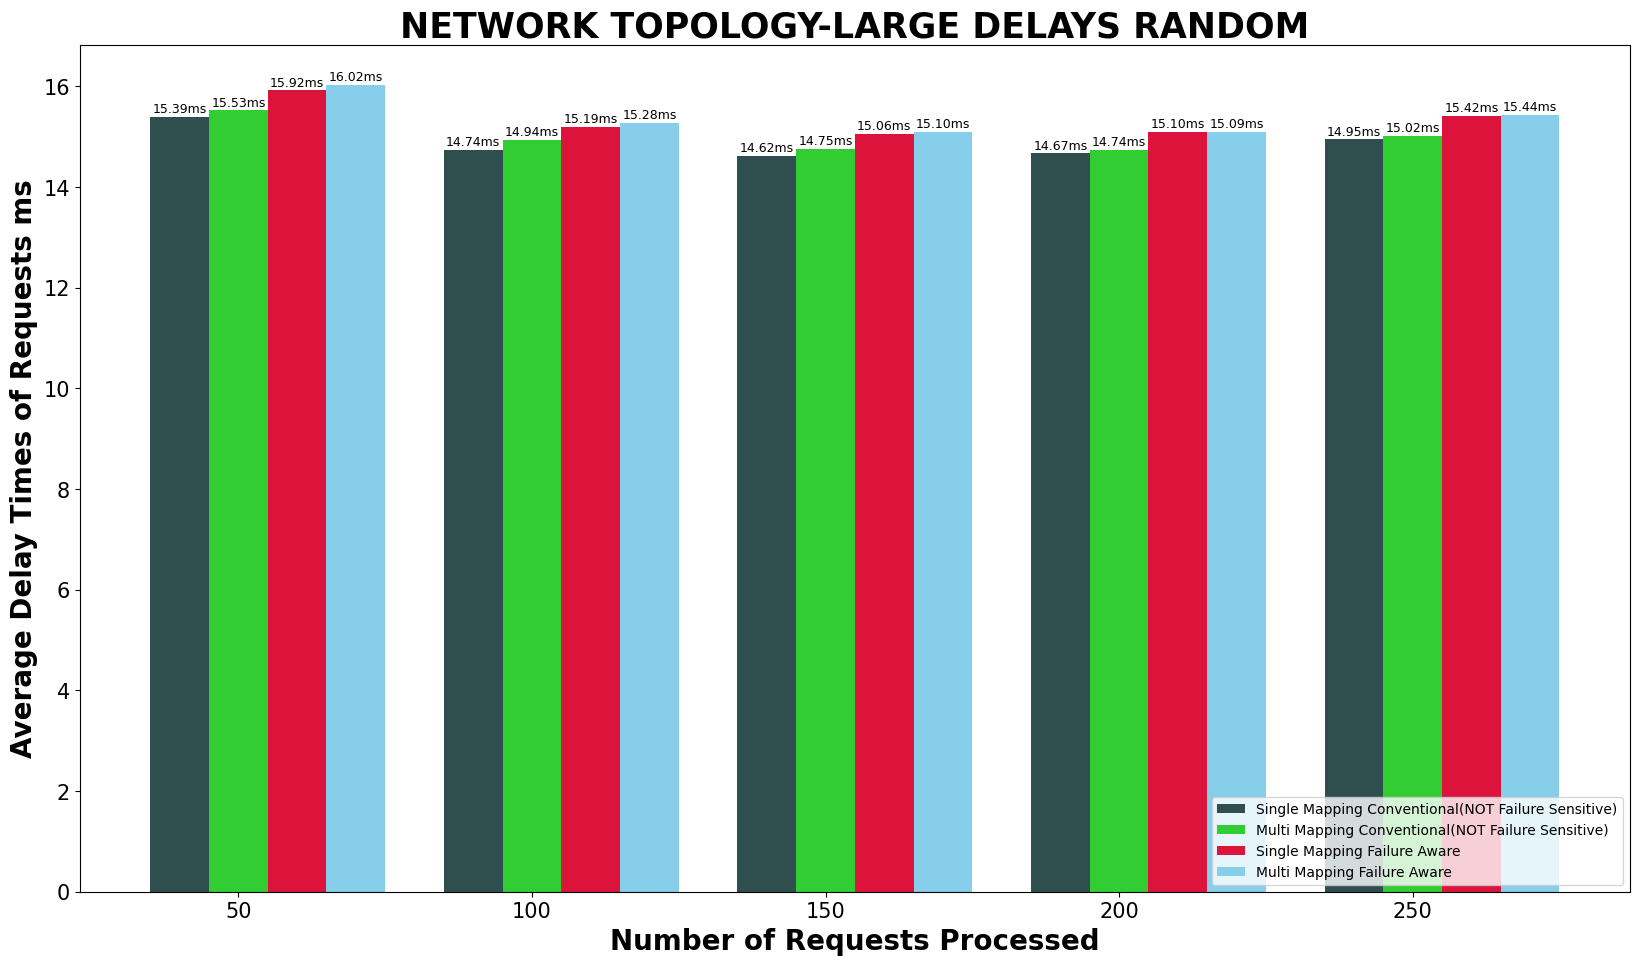 NETWORK TOPOLOGY-LARGE DELAYS RANDOM
Average Delay Times of Requests ms
16
14
12
10
8
6
4
2
0
15.39ms 15.53ms 15.92ms 16.02ms
14.74ms 14.94ms 15.19ms 15.28ms
14.62ms 14.75ms 15.06ms 15.10ms
14.67ms 14.74ms 15.10ms 15.09ms
14.95ms 15.02ms 15.42ms 15.44ms
Single Mapping Conventional(NOT Failure Sensitive)
Multi Mapping Conventional(NOT Failure Sensitive)
Single Mapping Failure Aware
Multi Mapping Failure Aware
50 100 150 200 250
Number of Requests Processed